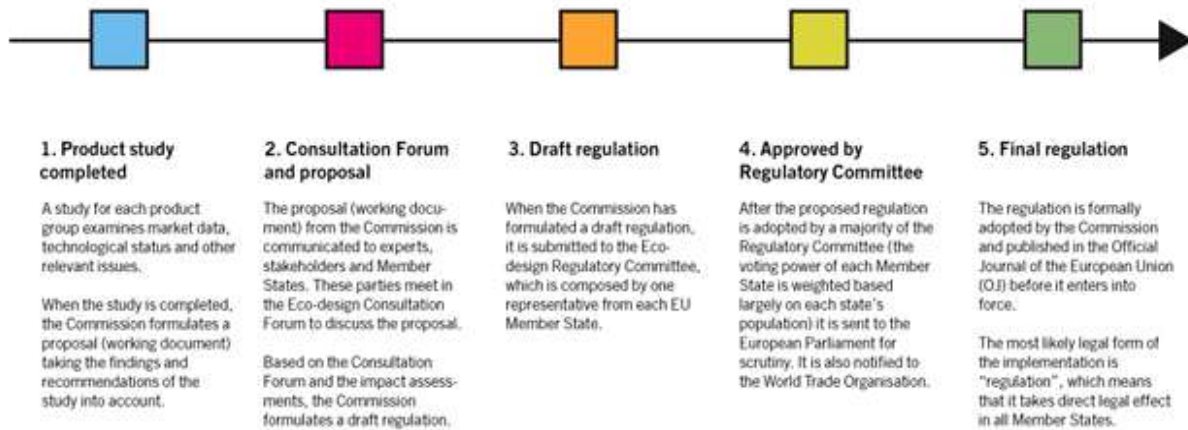 1. Product study
completed
A study for each product
group examines market data,
technological status and other
relevant issues.
When the study is completed,
the Commission formulates a
proposal (working document)
taking the findings and
recommendations of the
study into account.
2. Consultation Forum
and proposal
The proposal (working docu-
ment) from the Commission is
communicated to experts,
stakeholders and Member
States. These parties meet in
the Eco-design Consultation
Forum to discuss the proposal.
Based on the Consultation
Forum and the impact assess-
ments, the Commission
formulates a draft regulation.
3. Draft regulation
When the Commission has
formulated a draft regulation,
it is submitted to the Eco-
design Regulatory Committee,
which is composed by one
representative from each EU
Member State.
4. Approved by
Regulatory Committee
After the proposed regulation
is adopted by a majority of the
Regulatory Committee (the
voting power of each Member
State is weighted based
largely on each state's
population) it is sent to the
European Parliament for
scrutiny. It is also notified to
the World Trade Organisation.
5. Final regulation
The regulation is formally
adopted by the Commission
and published in the Official
Journal of the European Union
(OJ) before it enters into
force.
The most likely legal form of
the implementation is
"regulation", which means
that it takes direct legal effect
in all Member States.